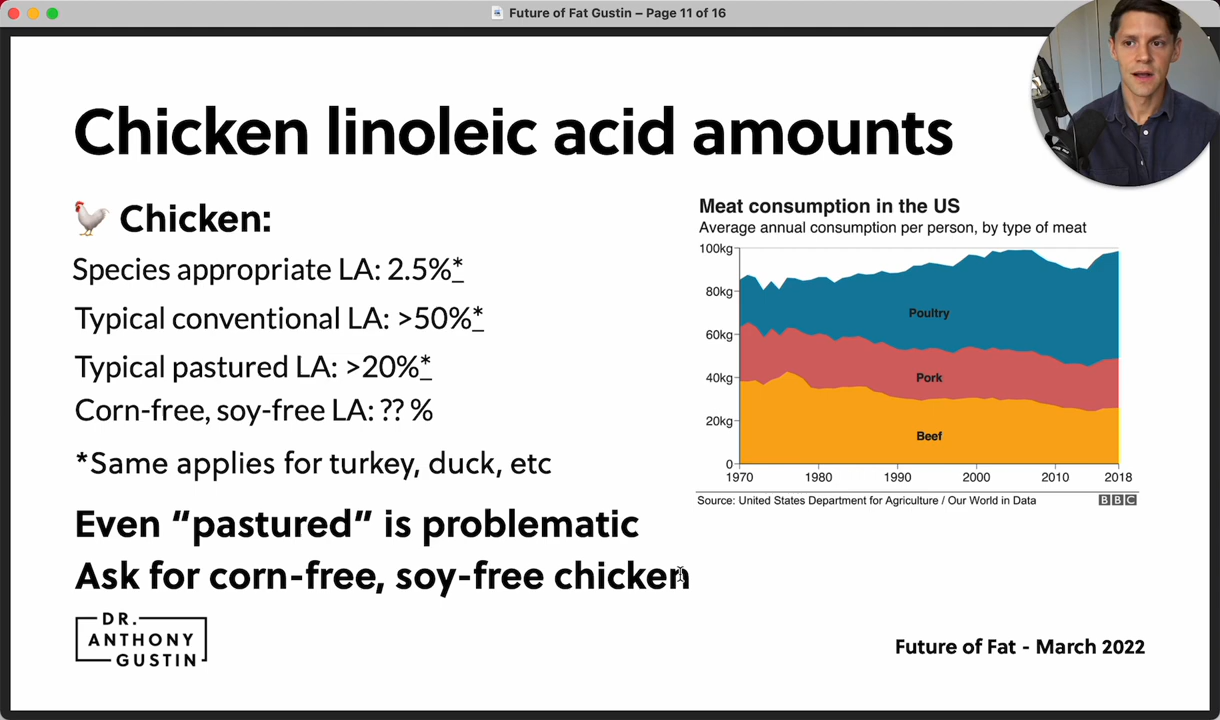 Future of Fat Gustin – Page 11 of 16
Chicken linoleic acid amounts
Chicken:
Species appropriate LA: 2.5%*
Typical conventional LA: >50%*
Typical pastured LA: >20%*
Corn-free, soy-free LA: ?? %
*Same applies for turkey, duck, etc
Even “pastured” is problematic
Ask for corn-free, soy-free chicken
Meat consumption in the US
Average annual consumption per person, by type of meat
100kg
80kg
60kg
40kg
20kg
0
Poultry
Pork
Beef
1970 1980 1990 2000 2010 2018
Source: United States Department for Agriculture / Our World in Data
BBC
DR.
ANTHONY
GUSTIN
Future of Fat - March 2022